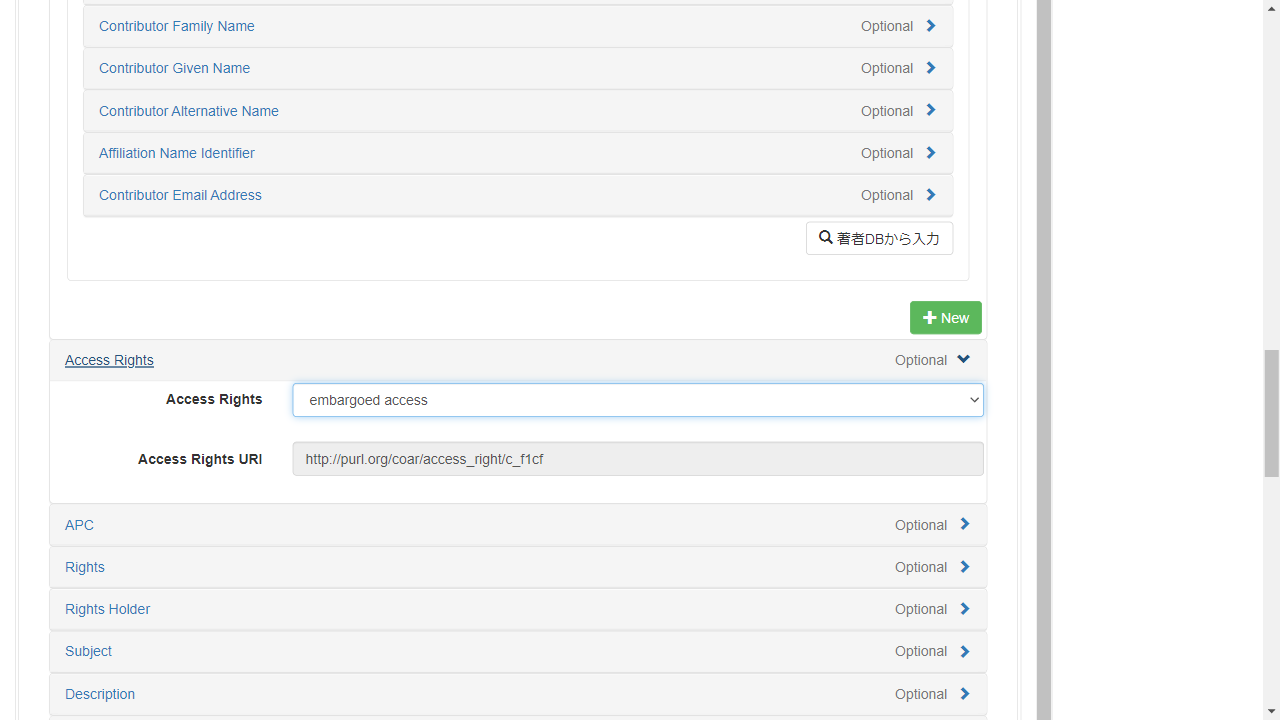 Contributor Family Name Optional
Contributor Given Name Optional
Contributor Alternative Name Optional
Affiliation Name Identifier Optional
Contributor Email Address Optional
著者DBから入力
New
Access Rights Optional
Access Rights embargoed access
Access Rights URI http://purl.org/coar/access_right/c_f1cf
APC Optional
Rights Optional
Rights Holder Optional
Subject Optional
Description Optional